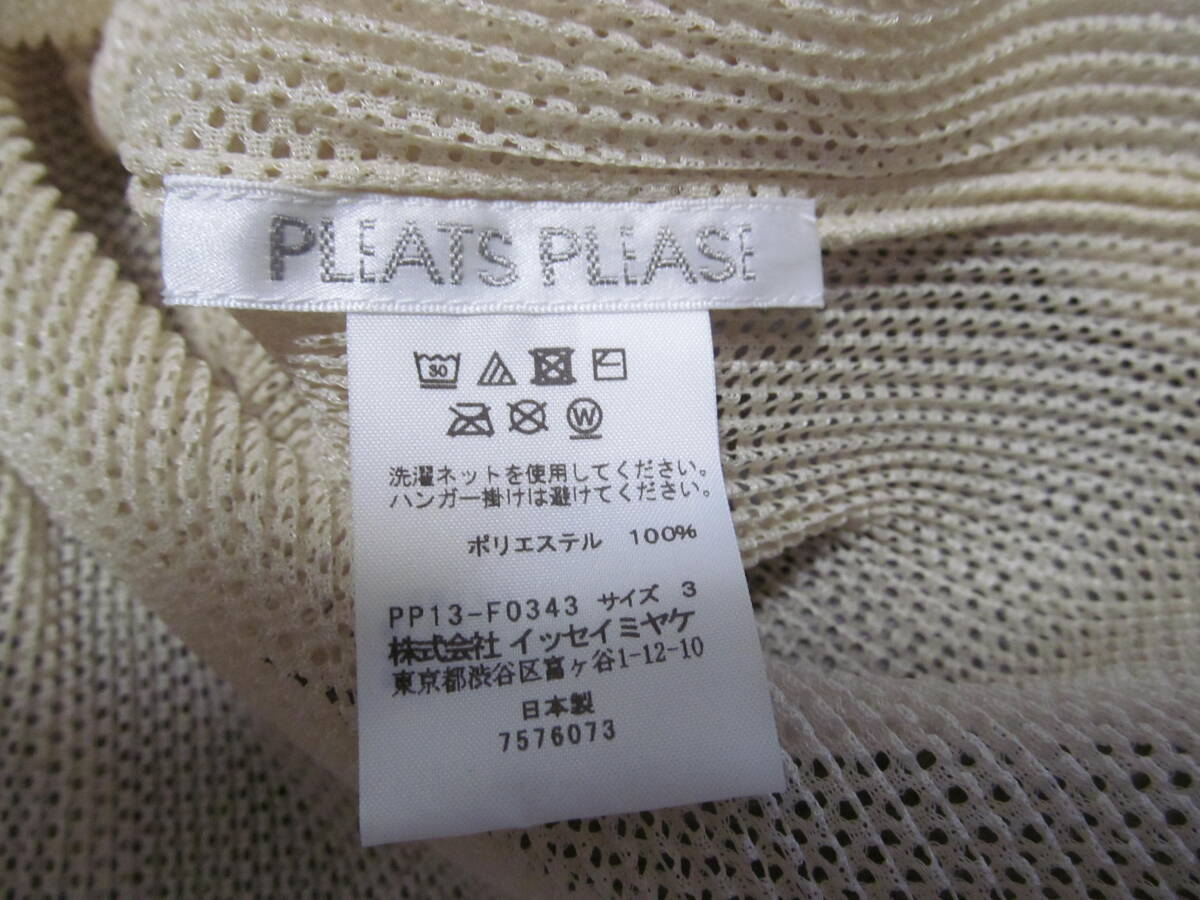 PLEATS PLEASE
30
W
洗濯ネットを使用してください。
ハンガー掛けは避けてください。
ポリエステル 100%
PP13-F0343 サイズ 3
株式会社 イッセイミヤケ
東京都渋谷区富ヶ谷1-12-10
日本製
7576073